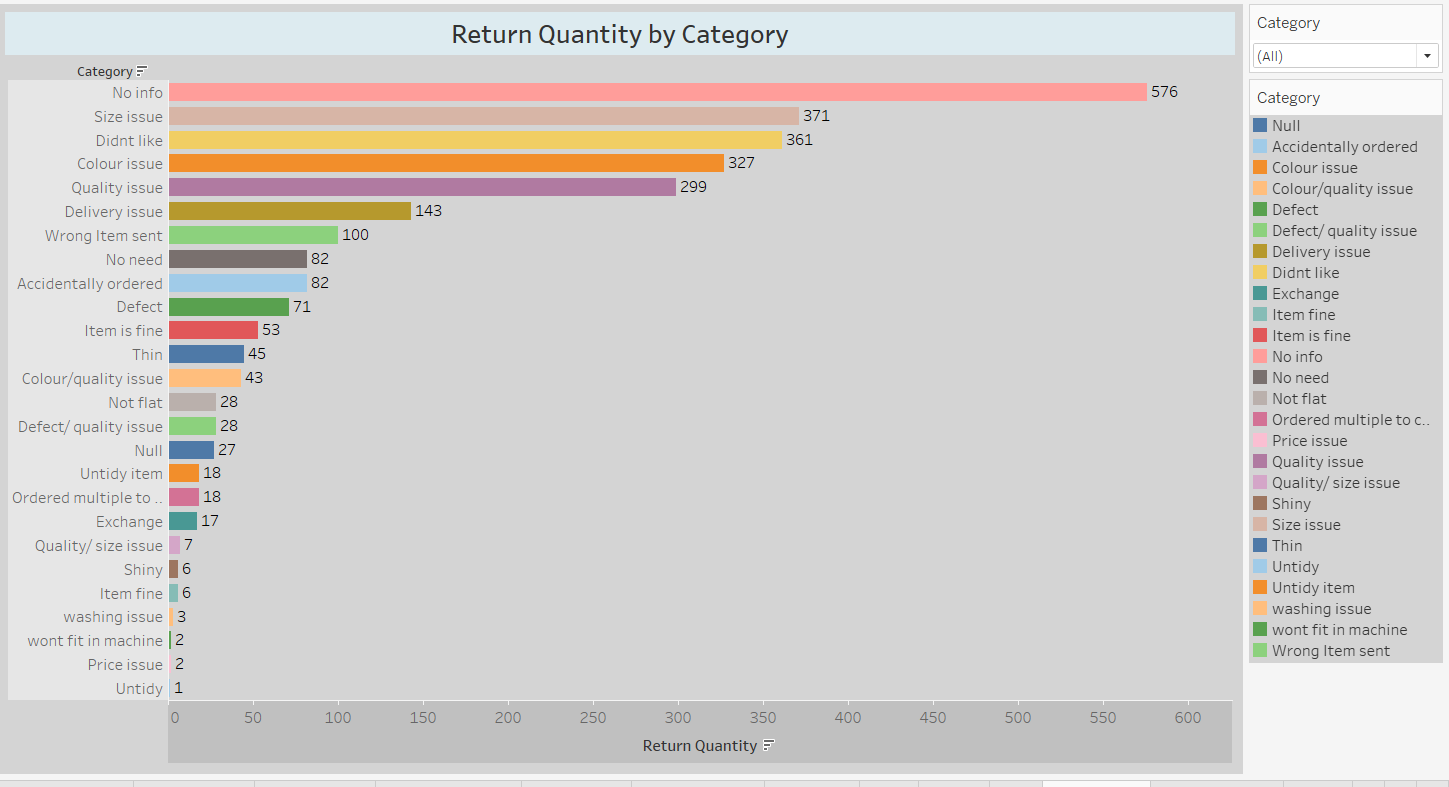 Return Quantity by Category
Category
No info 576
Size issue 371
Didnt like 361
Colour issue 327
Quality issue 299
Delivery issue 143
Wrong Item sent 100
No need 82
Accidentally ordered 82
Defect 71
Item is fine 53
Thin 45
Colour/quality issue 43
Not flat 28
Defect/ quality issue 28
Null 27
Untidy item 18
Ordered multiple to .. 18
Exchange 17
Quality/ size issue 7
Shiny 6
Item fine 6
washing issue 3
wont fit in machine 2
Price issue 2
Untidy 1
0 50 100 150 200 250 300 350 400 450 500 550 600
Return Quantity
Category
(All)
Category
Null
Accidentally ordered
Colour issue
Colour/quality issue
Defect
Defect/ quality issue
Delivery issue
Didnt like
Exchange
Item fine
Item is fine
No info
No need
Not flat
Ordered multiple to c..
Price issue
Quality issue
Quality/ size issue
Shiny
Size issue
Thin
Untidy
Untidy item
washing issue
wont fit in machine
Wrong Item sent